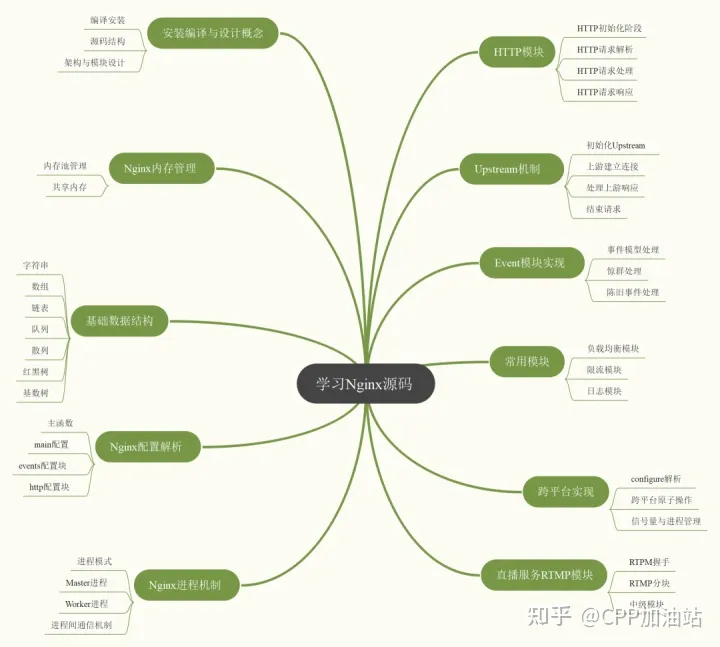 学习Nginx源码
安装编译与设计概念
编译安装
源码结构
架构与模块设计
Nginx内存管理
内存池管理
共享内存
基础数据结构
字符串
数组
链表
队列
散列
红黑树
基数树
Nginx配置解析
主函数
main配置
events配置块
http配置块
Nginx进程机制
进程模式
Master进程
Worker进程
进程间通信机制
HTTP模块
HTTP初始化阶段
HTTP请求解析
HTTP请求处理
HTTP请求响应
Upstream机制
初始化Upstream
上游建立连接
处理上游响应
结束请求
Event模块实现
事件模型处理
惊群处理
陈旧事件处理
常用模块
负载均衡模块
限流模块
日志模块
跨平台实现
configure解析
跨平台原子操作
信号量与进程管理
直播服务RTMP模块
RTPM握手
RTMP分块
中级模块
知乎 @CPP加油站